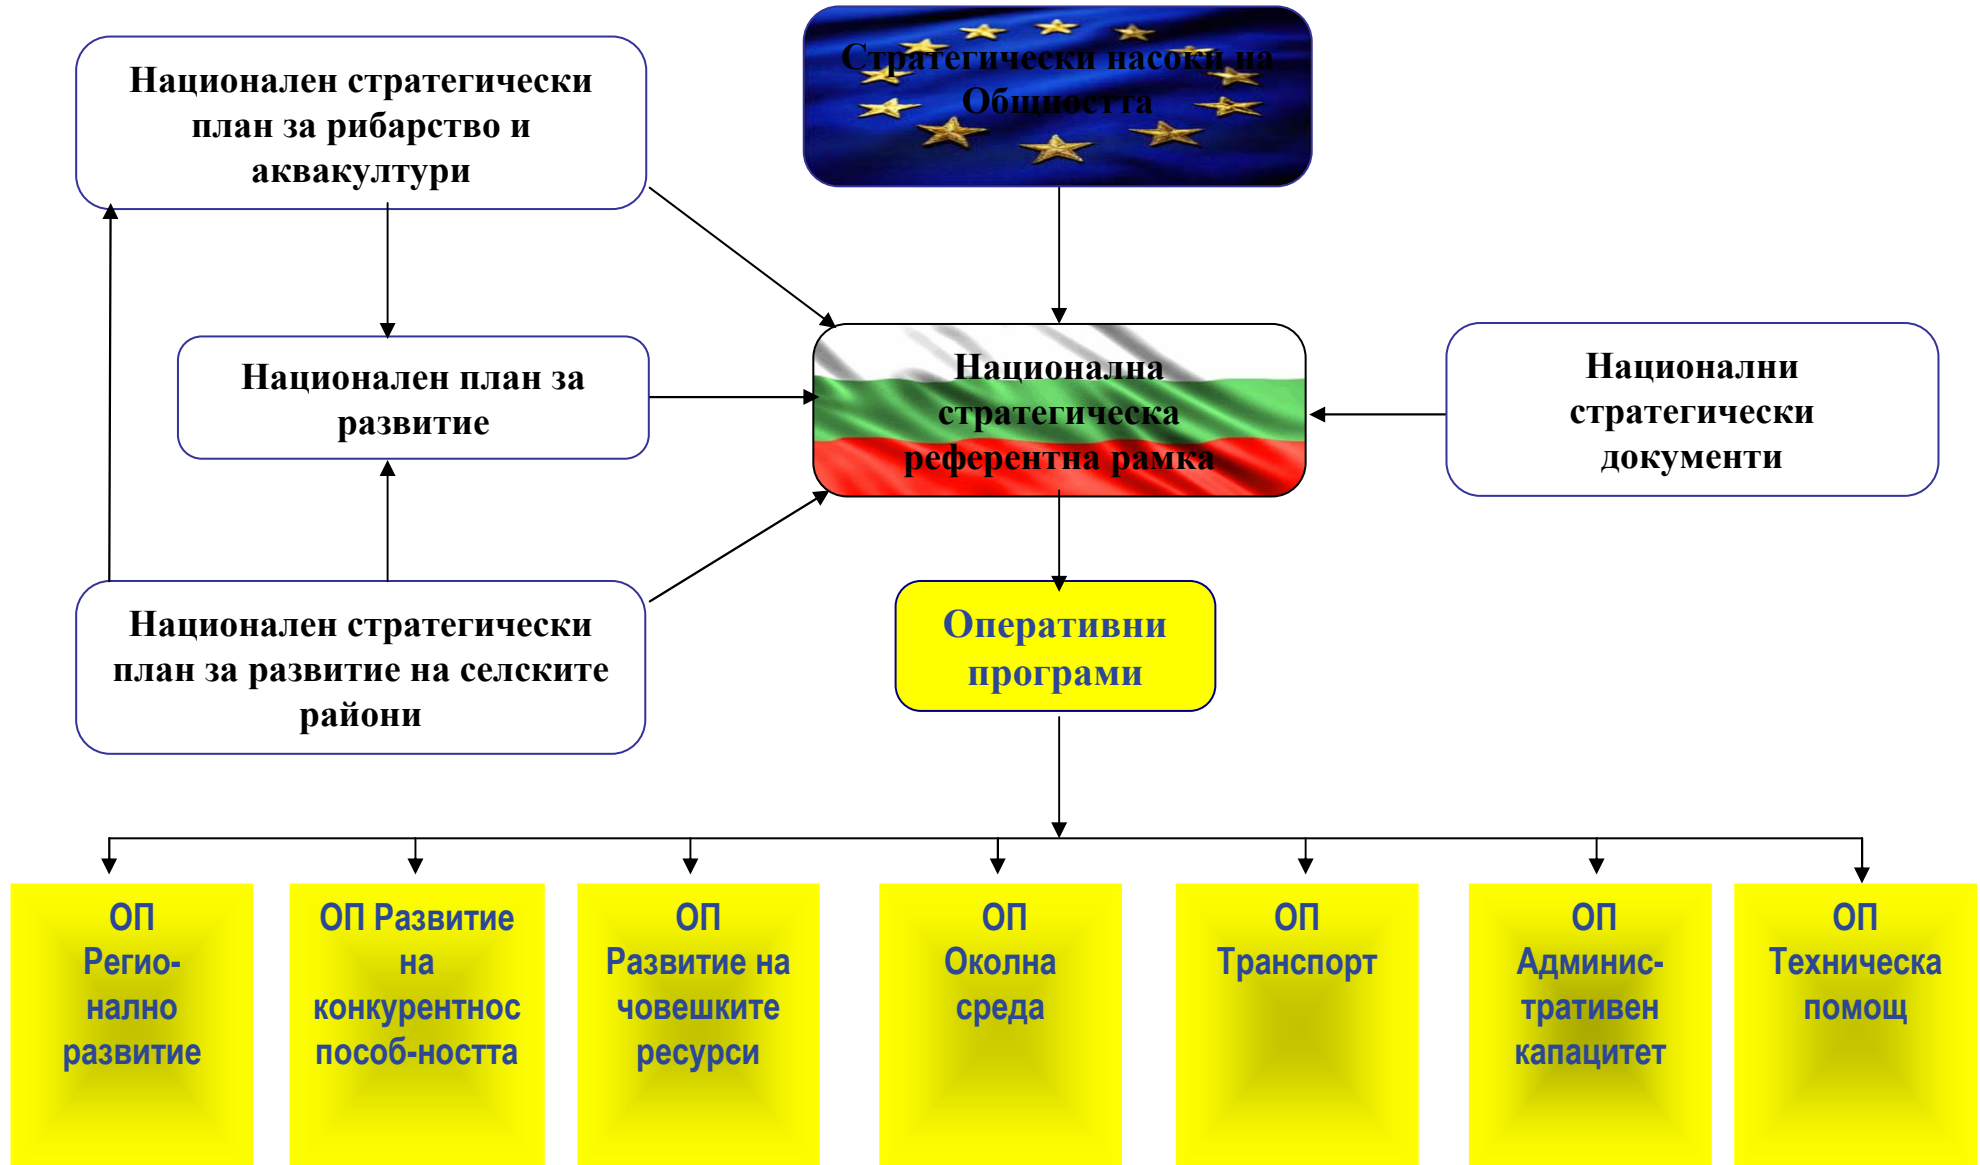 Национален стратегически
план за рибарство и
аквакултури
Стратегически насоки на
Общността
Национален план за
развитие
Национална
стратегическа
референтна рамка
Национални
стратегически
документи
Национален стратегически
план за развитие на селските
райони
Оперативни
програми
ОП
Регио-
нално
развитие
ОП Развитие
на
конкурентнос
пособ-ността
ОП
Развитие на
човешките
ресурси
ОП
Околна
среда
ОП
Транспорт
ОП
Админис-
тративен
капацитет
ОП
Техническа
помощ